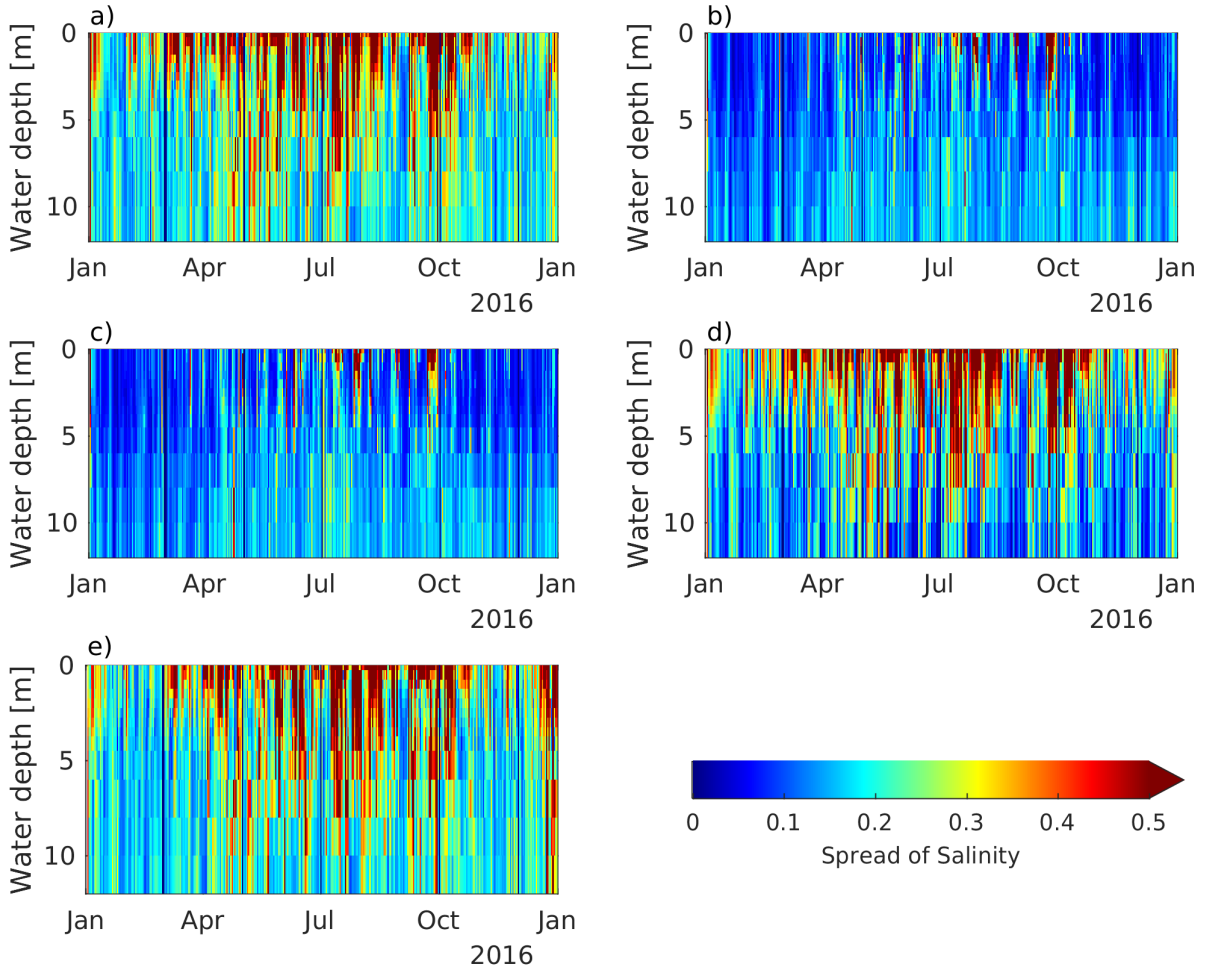 a)
0
5
10
Water depth [m]
Jan Apr Jul Oct Jan
2016
b)
0
5
10
Water depth [m]
Jan Apr Jul Oct Jan
2016
c)
0
5
10
Water depth [m]
Jan Apr Jul Oct Jan
2016
d)
0
5
10
Water depth [m]
Jan Apr Jul Oct Jan
2016
e)
0
5
10
Water depth [m]
Jan Apr Jul Oct Jan
2016
0 0.1 0.2 0.3 0.4 0.5
Spread of Salinity